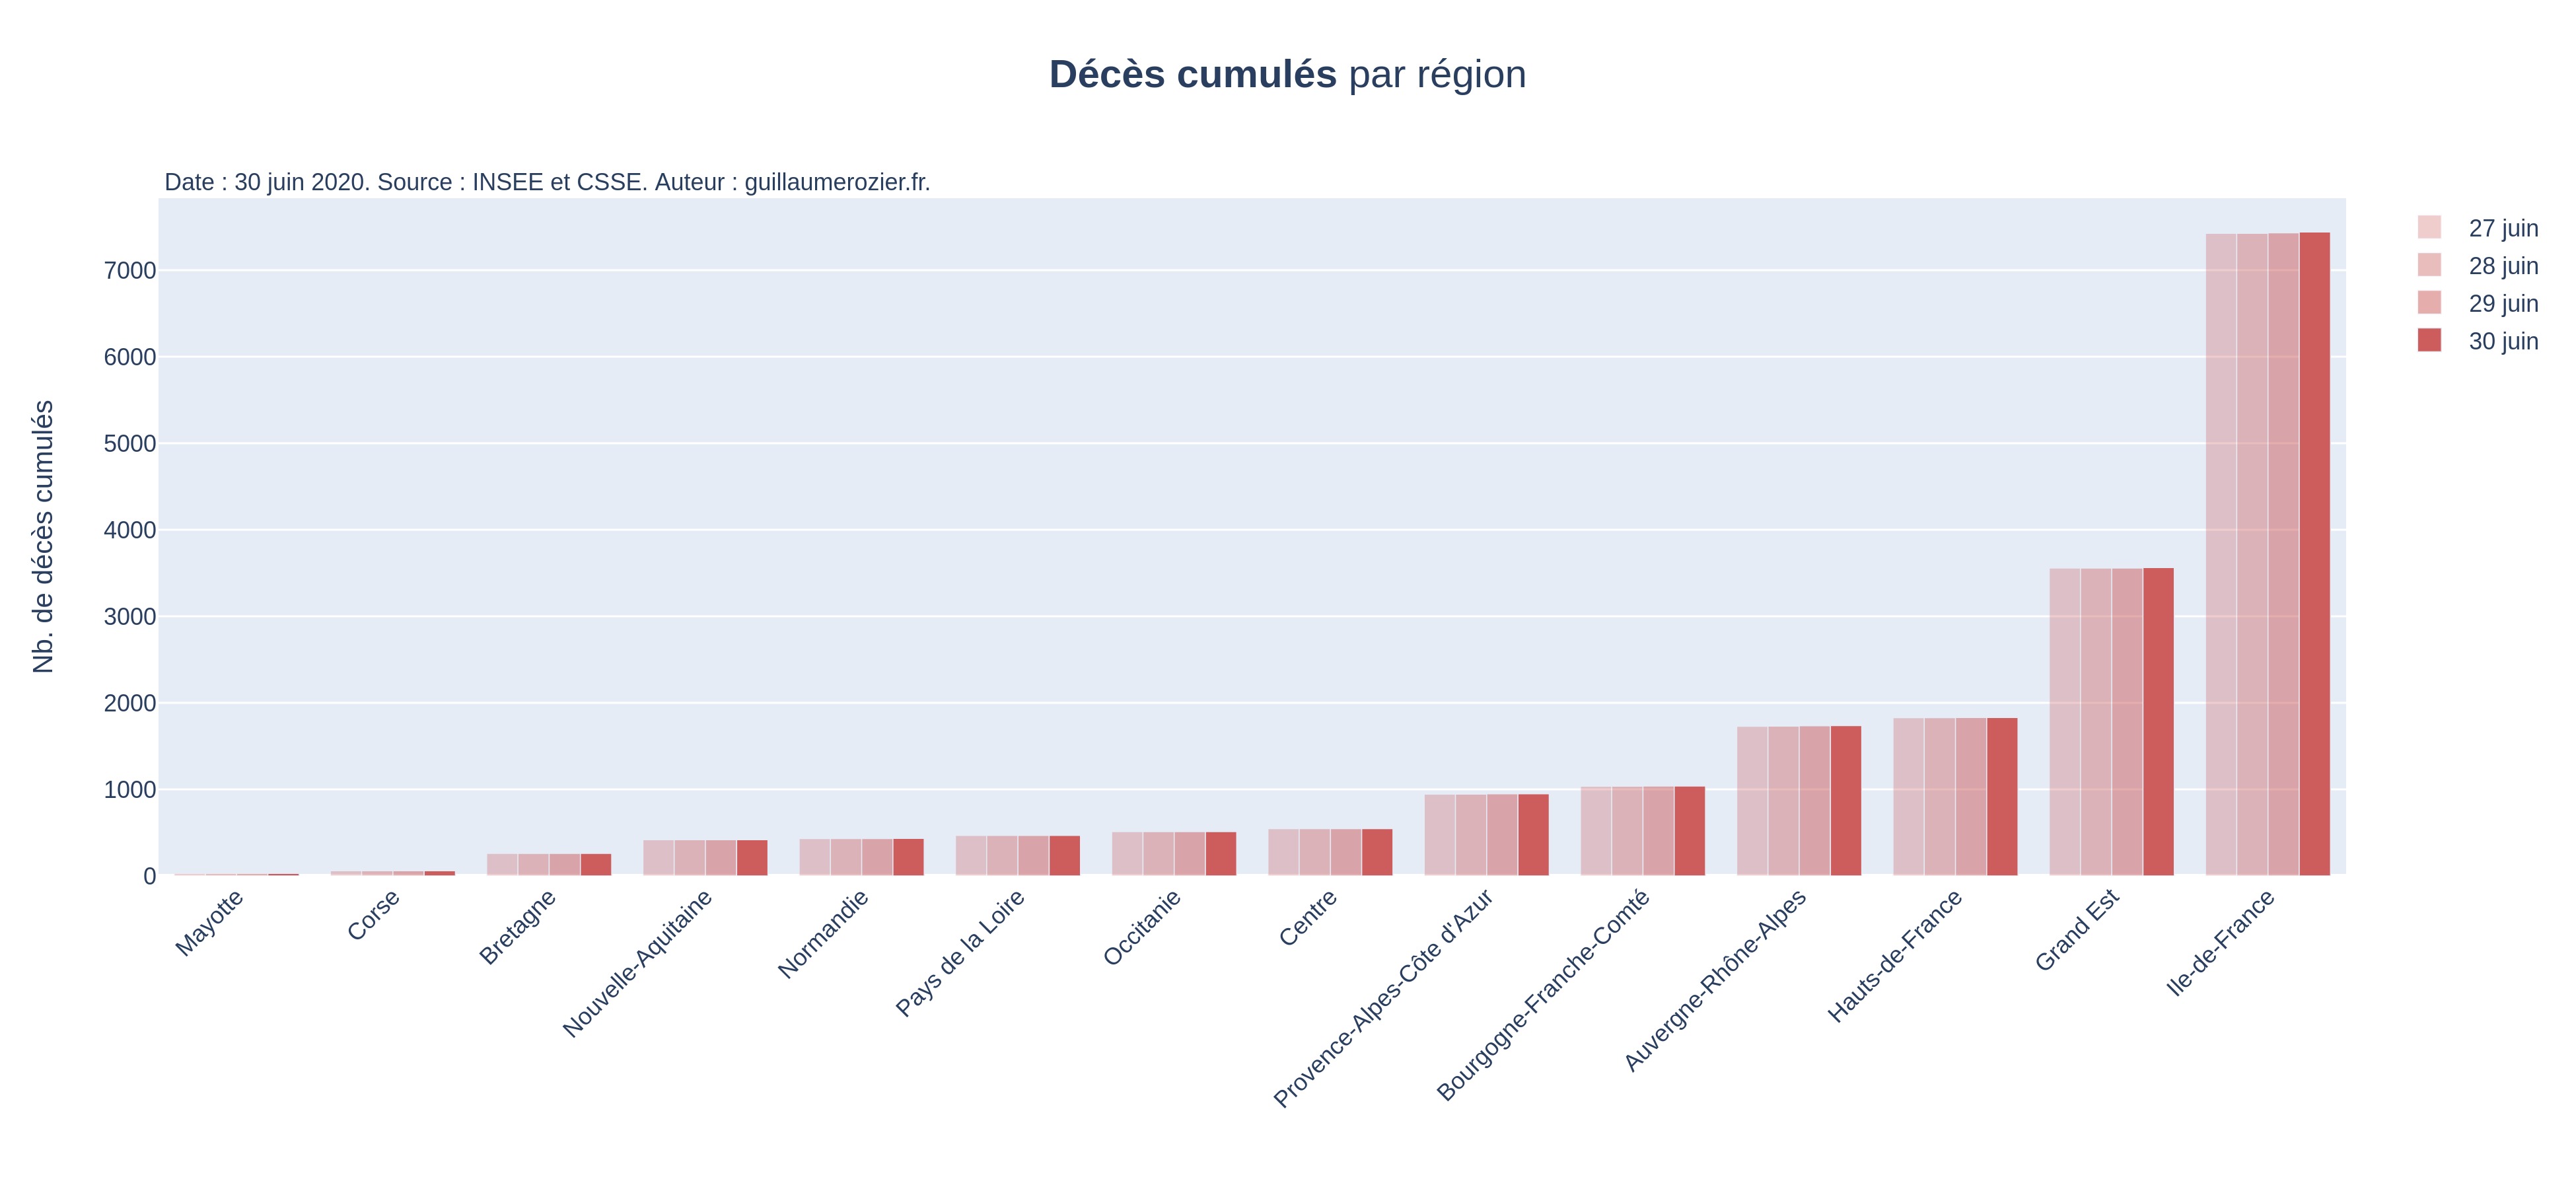 Décès cumulés par région
Date : 30 juin 2020. Source : INSEE et CSSE. Auteur : guillaumerozier.fr.
27 juin
28 juin
29 juin
30 juin
Nb. de décès cumulés
7000
6000
5000
4000
3000
2000
1000
0
Mayotte
Corse
Bretagne
Nouvelle-Aquitaine
Normandie
Pays de la Loire
Occitanie
Centre
Provence-Alpes-Côte d'Azur
Bourgogne-Franche-Comté
Auvergne-Rhône-Alpes
Hauts-de-France
Grand Est
Ile-de-France